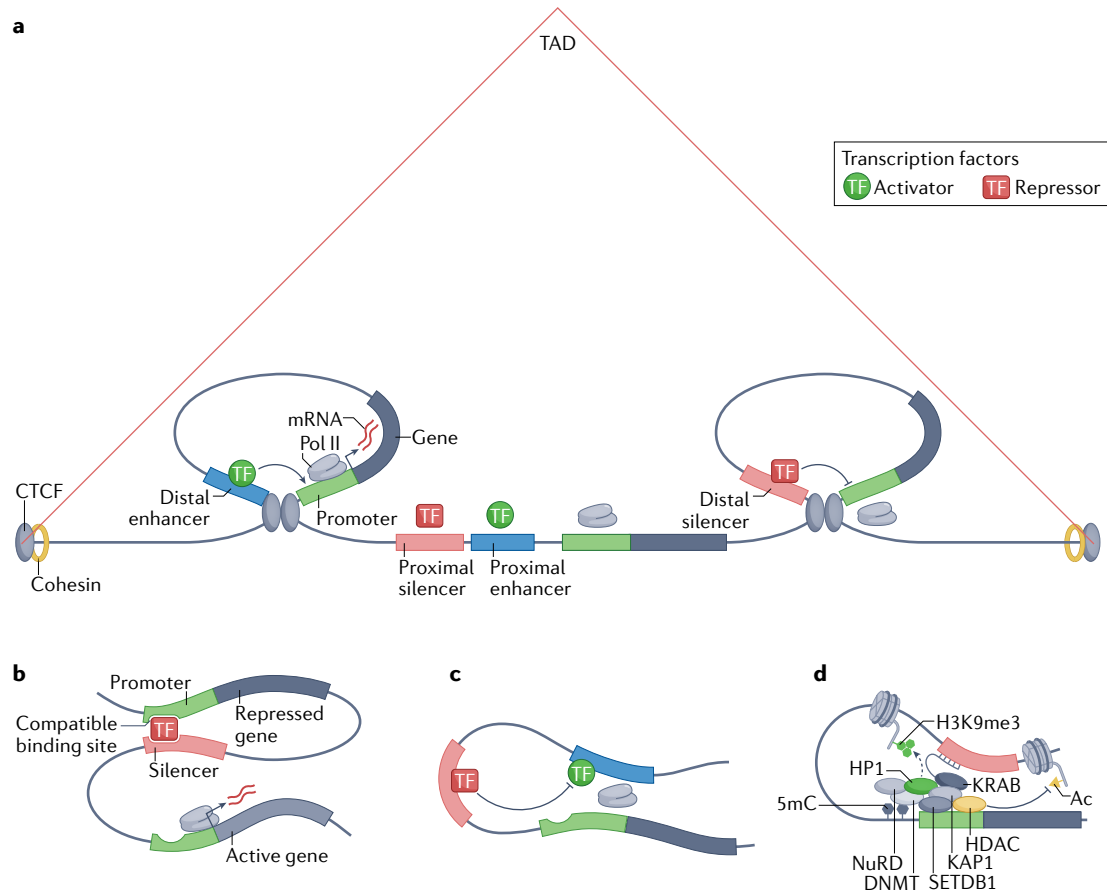 a
TAD
Transcription factors
TF Activator
TF Repressor
mRNA
Pol II
Gene
TF
Distal
enhancer
Promoter
CTCF
Cohesin
TF
TF
Proximal
silencer
Proximal
enhancer
TF
Distal
silencer
b
Promoter
Compatible
binding site
TF
Repressed
gene
Silencer
Active gene
c
TF
TF
d
H3K9me3
HP1
KRAB
5mC
Ac
HDAC
NuRD
KAP1
DNMT
SETDB1